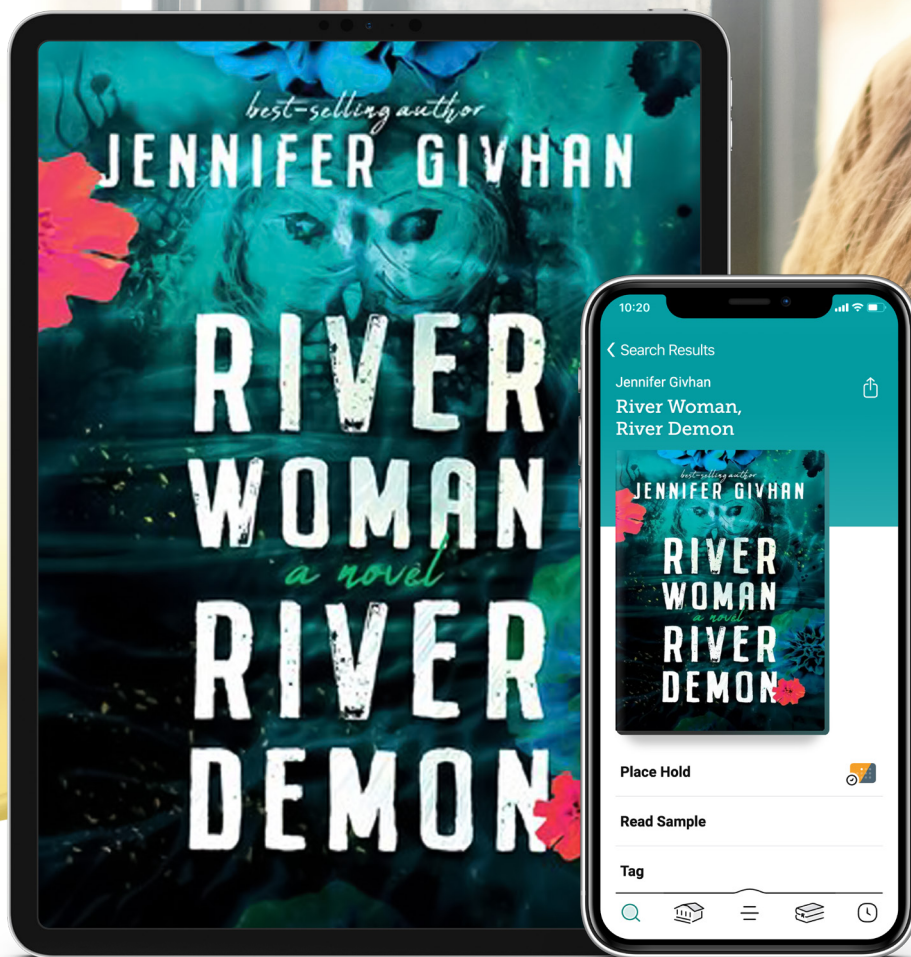 best-selling author
JENNIFER GIVHAN
RIVER
WOMAN
a novel
RIVER
DEMON
10:20
Search Results
Jennifer Givhan
River Woman,
River Demon
best-selling author
JENNIFER GIVHAN
RIVER
WOMAN
a novel
RIVER
DEMON
Place Hold
Read Sample
Tag